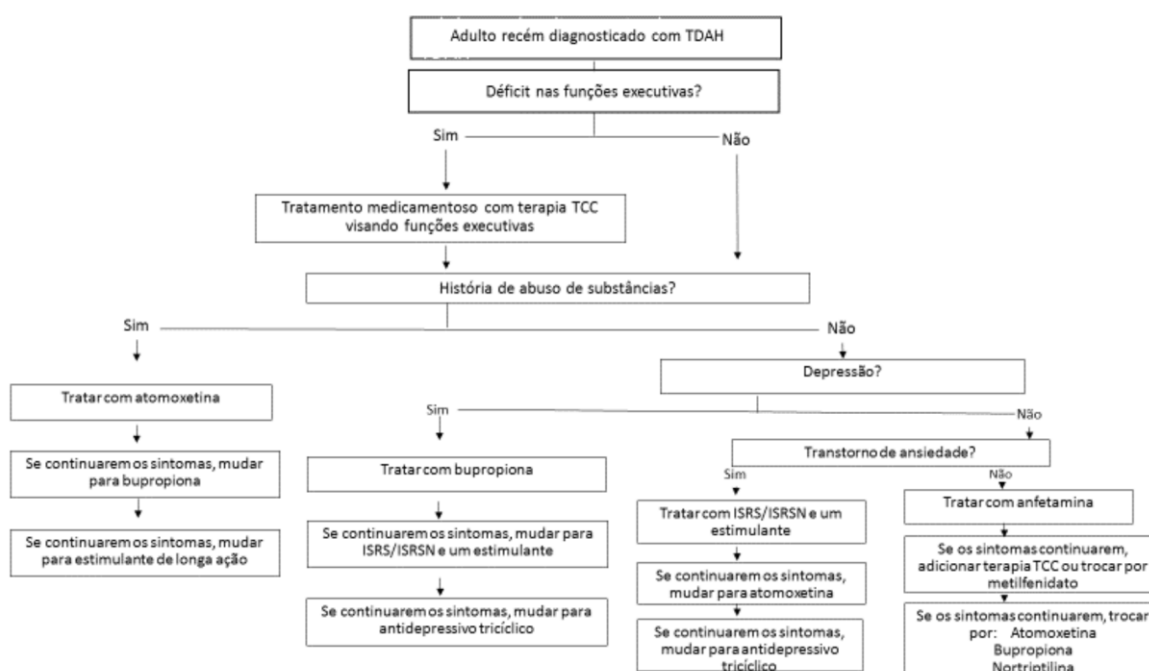 Adulto recém diagnosticado com TDAH
Déficit nas funções executivas?
Sim
Não
Tratamento medicamentoso com terapia TCC
visando funções executivas
História de abuso de substâncias?
Sim
Não
Depressão?
Tratar com atomoxetina
Sim
Não
Se continuarem os sintomas, mudar
para bupropiona
Tratar com bupropiona
Transtorno de ansiedade?
Sim
Não
Se continuarem os sintomas, mudar
para estimulante de longa ação
Se continuarem os sintomas, mudar para
ISRS/ISRSN e um estimulante
Tratar com ISRS/ISRSN e um
estimulante
Tratar com anfetamina
Se continuarem os sintomas, mudar para
antidepressivo tricíclico
Se continuarem os sintomas,
mudar para atomoxetina
Se os sintomas continuarem,
adicionar terapia TCC ou trocar por
metilfenidato
Se continuarem os sintomas,
mudar para antidepressivo
tricíclico
Se os sintomas continuarem, trocar
por: Atomoxetina
Bupropiona
Nortriptilina